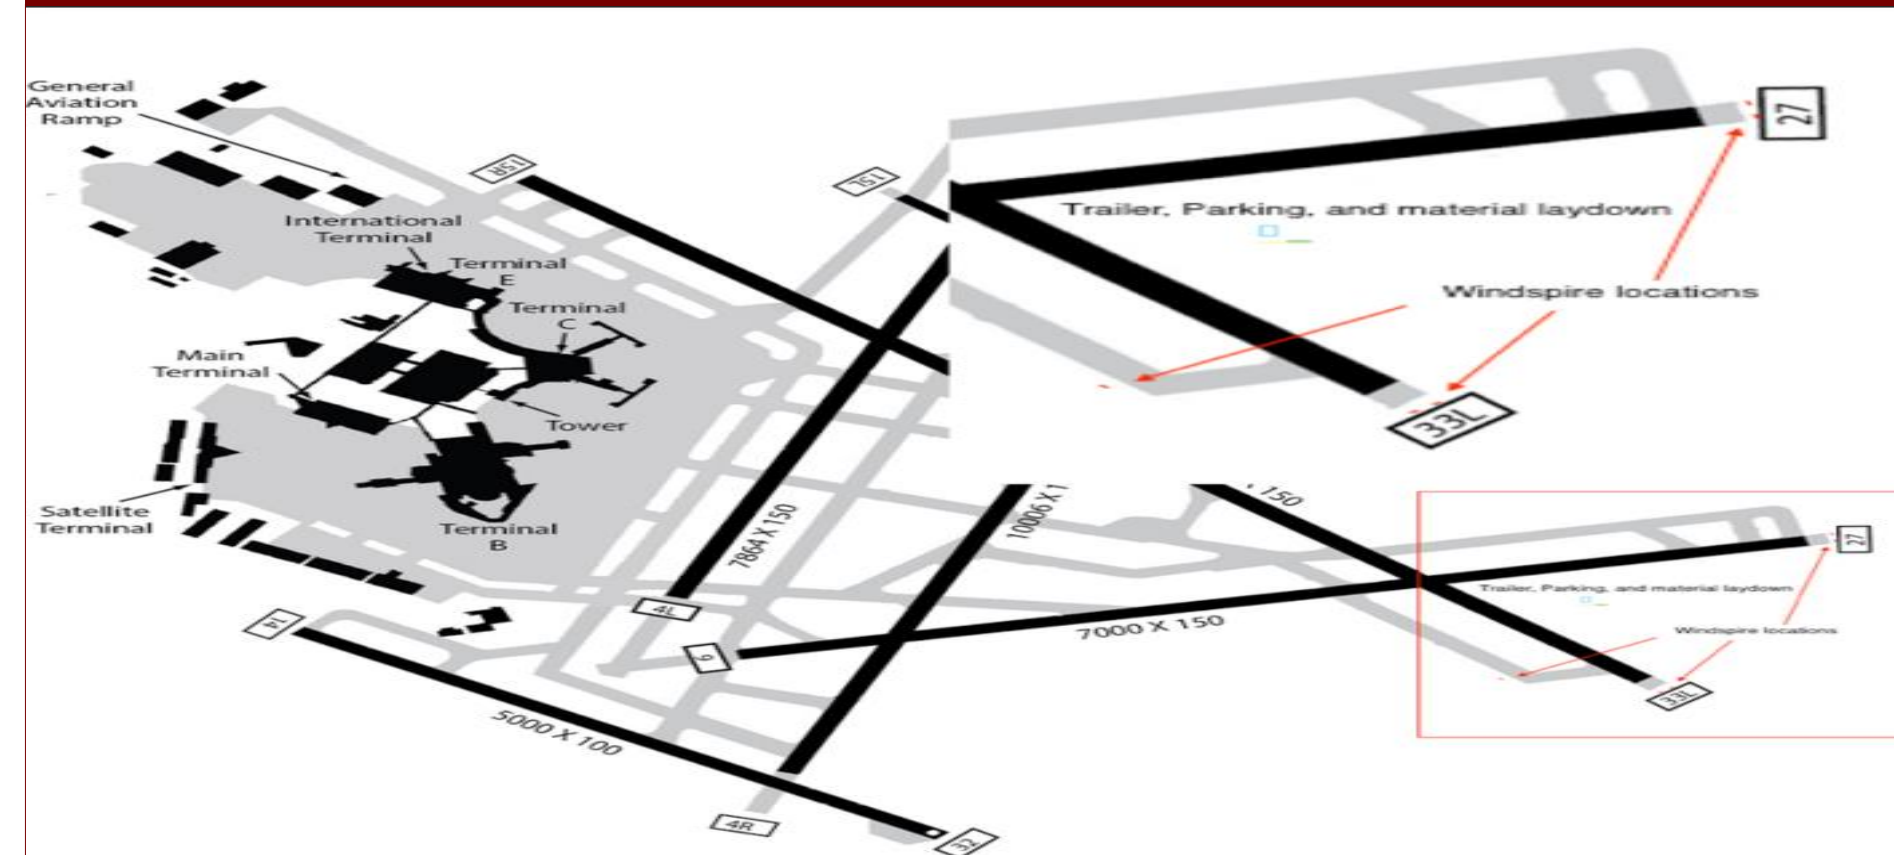 General
Aviation
Ramp
15R
15L
27
International
Terminal
Terminal
E
Terminal
C
Trailer, Parking, and material laydown
Windspire locations
Main
Terminal
Tower
33L
Satellite
Terminal
Terminal
B
7864 X 150
10006 X 1
150
27
Trailer, Parking, and material laydown
Windspire locations
14
4L
9
7000 X 150
33L
5000 X 100
4R
32